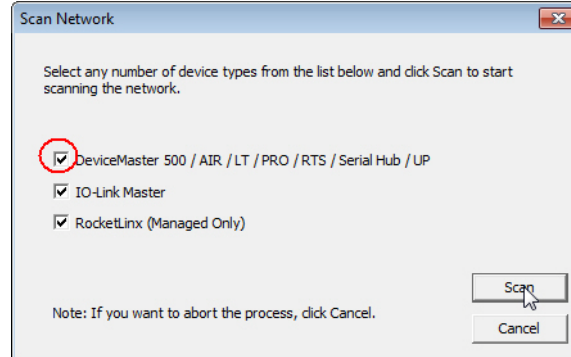 Scan Network
Select any number of device types from the list below and click Scan to start
scanning the network.
DeviceMaster 500 / AIR / LT / PRO / RTS / Serial Hub / UP
IO-Link Master
RocketLinx (Managed Only)
Scan
Note: If you want to abort the process, click Cancel.
Cancel